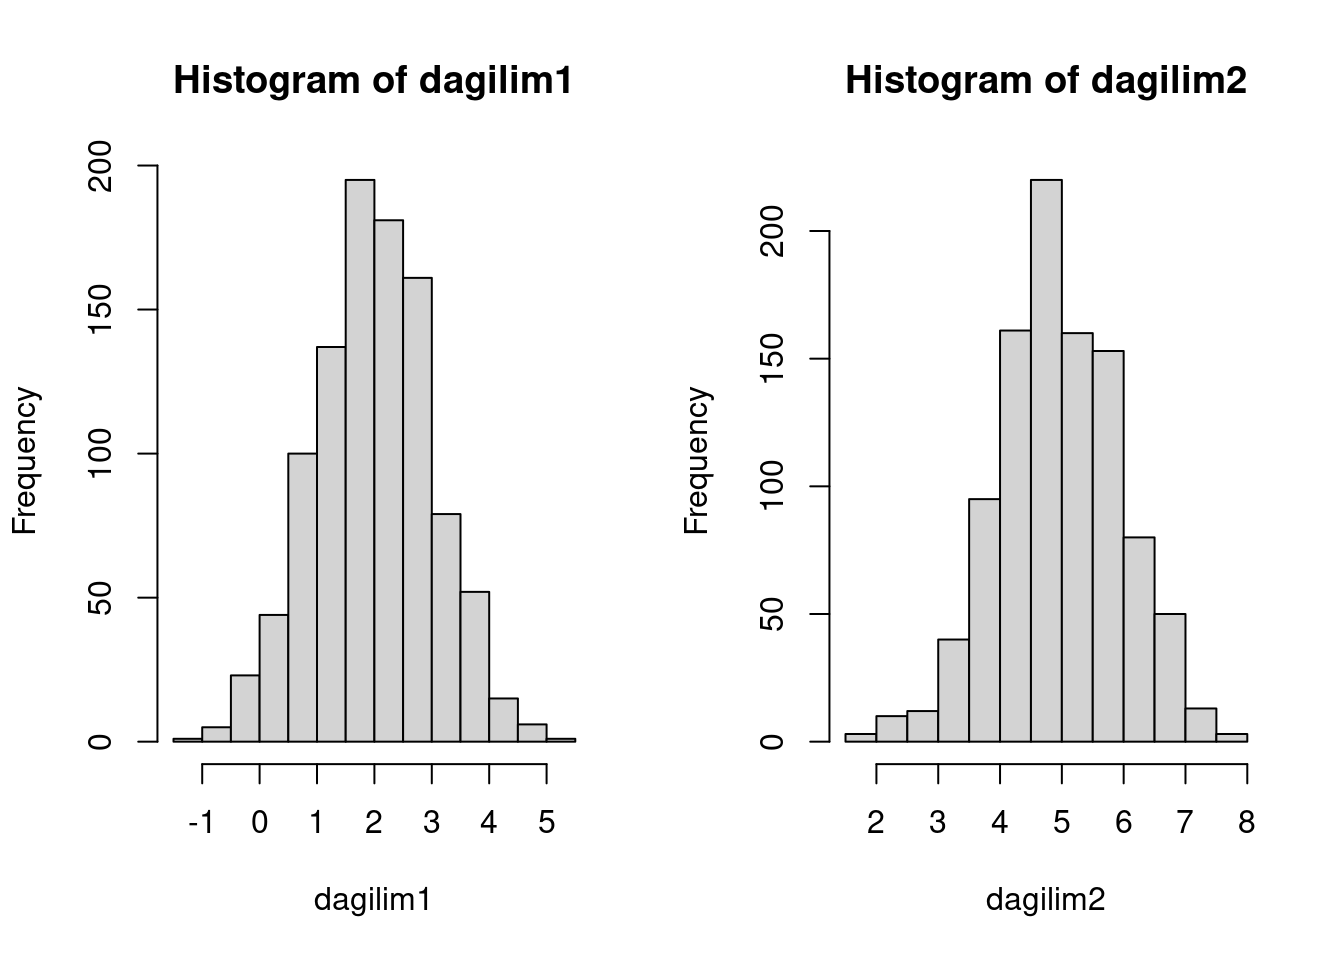 Histogram of dagilim1
Frequency
200
150
100
50
0
-1 0 1 2 3 4 5
dagilim1
Histogram of dagilim2
Frequency
200
150
100
50
0
2 3 4 5 6 7 8
dagilim2